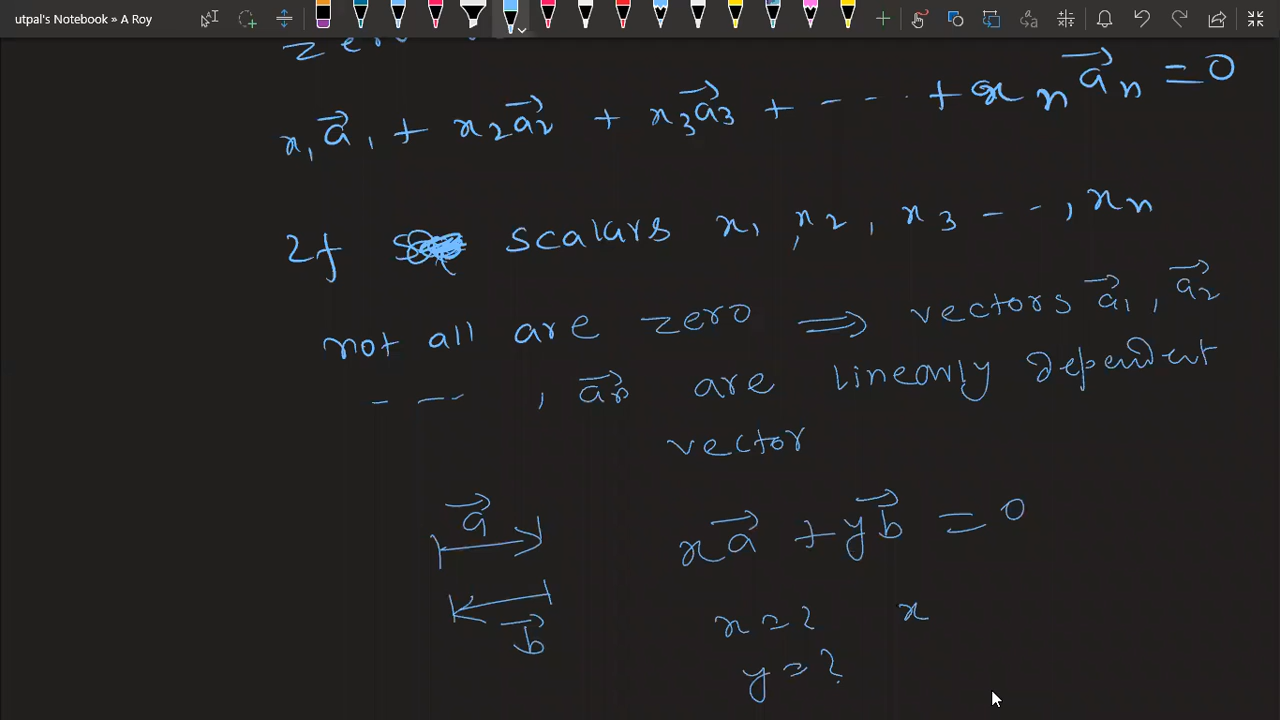 utpal's Notebook » A Roy
zero
x₁a⃗₁ + x₂a⃗₂ + x₃a⃗₃ + - - - . + xₙa⃗ₙ = 0
If scalars x₁, x₂, x₃ - - -, xₙ
not all are zero ⟹ vectors a⃗₁, a⃗₂
- - - , a⃗ₙ are linearly dependent
vector
a⃗
xa⃗ + yb⃗ = 0
b⃗
x = ? x
y = ?